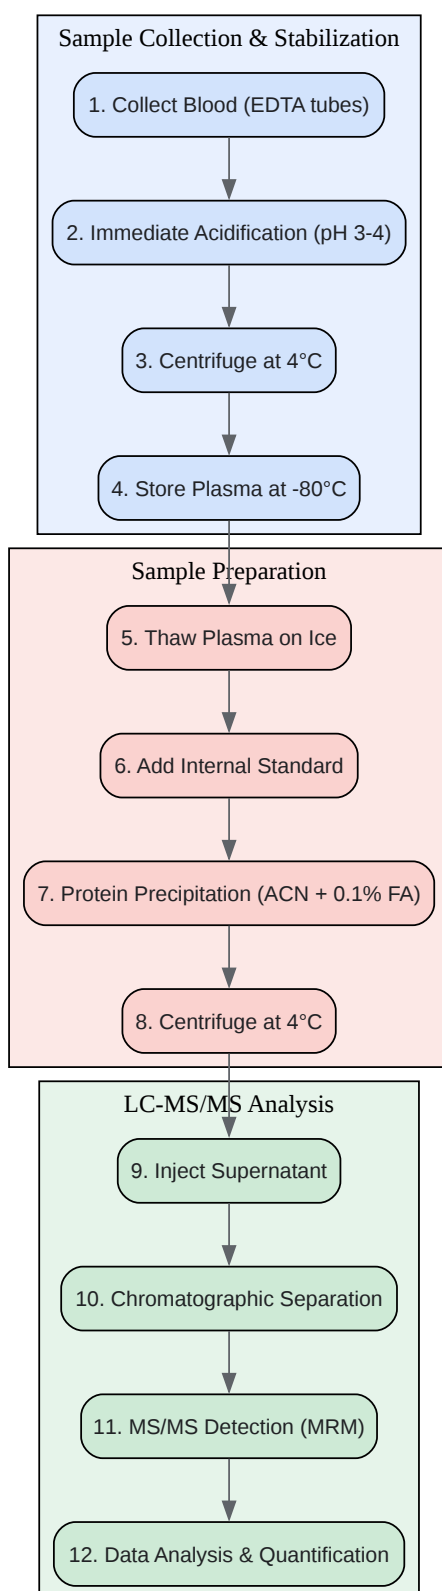 Sample Collection & Stabilization
1. Collect Blood (EDTA tubes)
2. Immediate Acidification (pH 3-4)
3. Centrifuge at 4°C
4. Store Plasma at -80°C
Sample Preparation
5. Thaw Plasma on Ice
6. Add Internal Standard
7. Protein Precipitation (ACN + 0.1% FA)
8. Centrifuge at 4°C
LC-MS/MS Analysis
9. Inject Supernatant
10. Chromatographic Separation
11. MS/MS Detection (MRM)
12. Data Analysis & Quantification